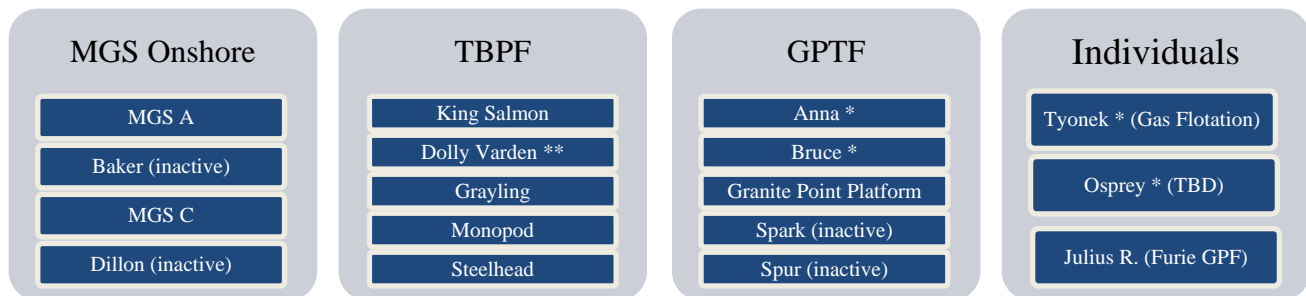 MGS Onshore
MGS A
Baker (inactive)
MGS C
Dillon (inactive)
TBPF
King Salmon
Dolly Varden **
Grayling
Monopod
Steelhead
GPTF
Anna *
Bruce *
Granite Point Platform
Spark (inactive)
Spur (inactive)
Individuals
Tyonek * (Gas Flotation)
Osprey * (TBD)
Julius R. (Furie GPF)